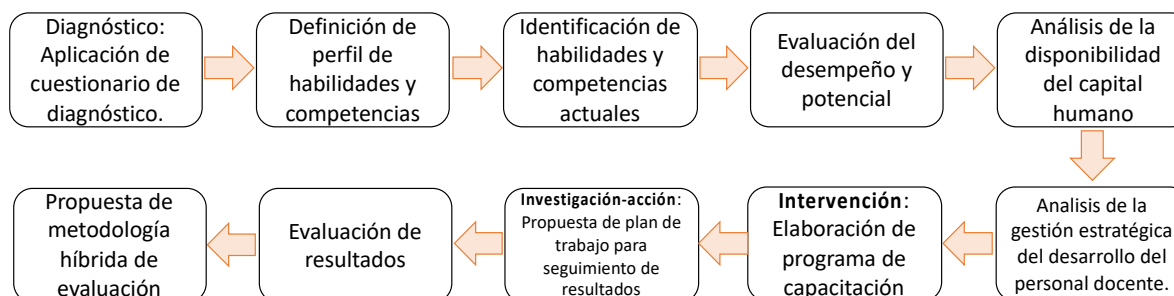 Diagnóstico:
Aplicación de
cuestionario de
diagnóstico.
Definición de
perfil de
habilidades y
competencias
Identificación de
habilidades y
competencias
actuales
Evaluación del
desempeño y
potencial
Análisis de la
disponibilidad
del capital
humano
Analisis de la
gestión estratégica
del desarrollo del
personal docente.
Intervención:
Elaboración de
programa de
capacitación
Investigación-acción:
Propuesta de plan de
trabajo para
seguimiento de
resultados
Evaluación de
resultados
Propuesta de
metodología
híbrida de
evaluación